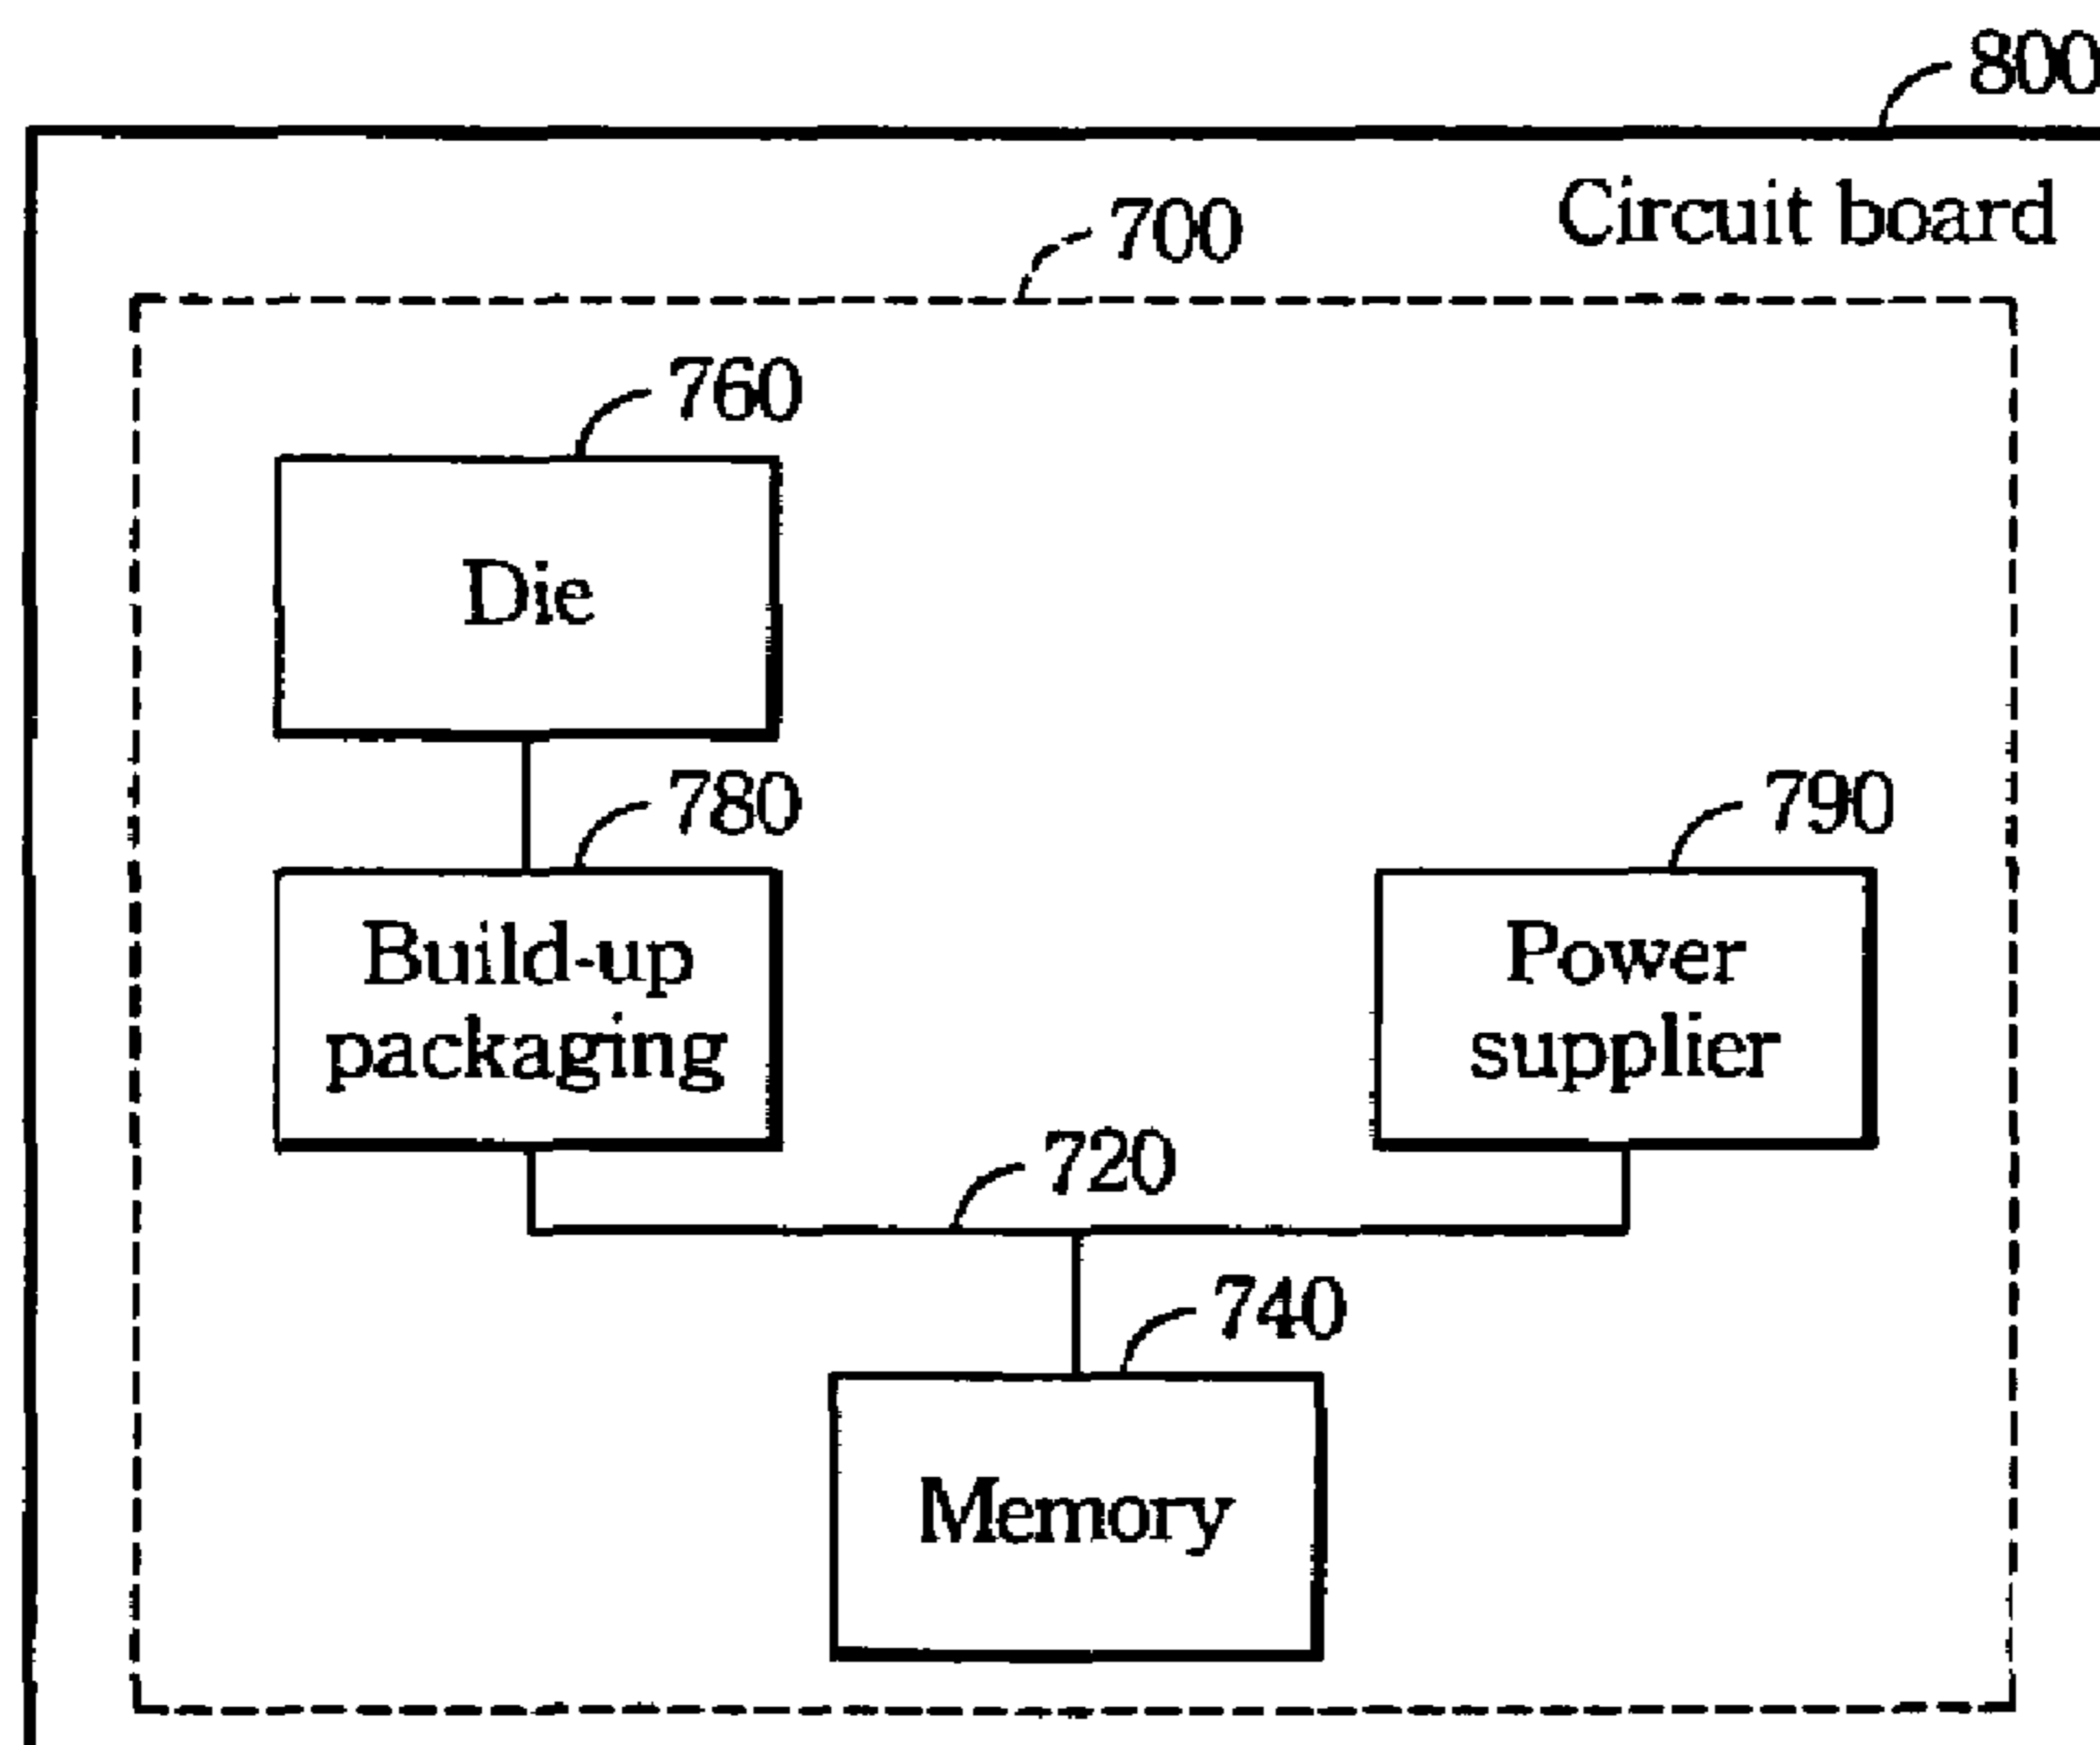 800
Circuit board
700
760
Die
780
790
Build-up
packaging
Power
supplier
720
740
Memory